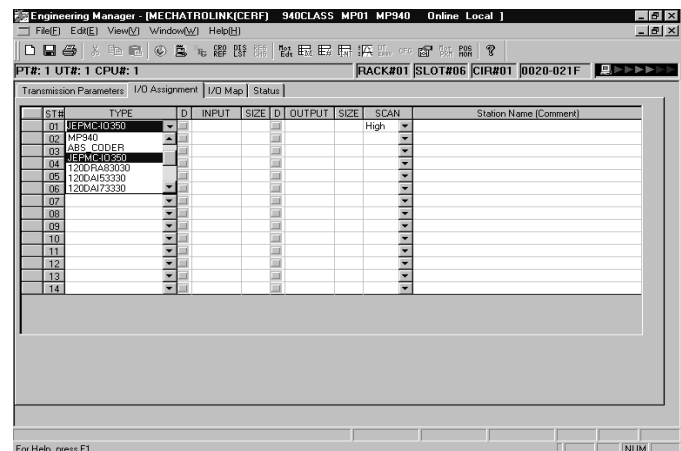 Engineering Manager - [MECHATROLINK(CERF) 940CLASS MP01 MP940 Online Local ]
File(F) Edit(E) View(V) Window(W) Help(H)
PT#: 1 UT#: 1 CPU#: 1 RACK#01 SLOT#06 CIR#01 0020-021F
Transmission Parameters I/O Assignment I/O Map Status
ST# TYPE D INPUT SIZE D OUTPUT SIZE SCAN Station Name (Comment)
01 JEPMC-IO350 High
02 MP940
03 ABS_CODER
JEPMC-IO350
04 120DRA83030
05 120DAI53330
06 120DAI73330
07
08
09
10
11
12
13
14
For Help, press F1 NUM